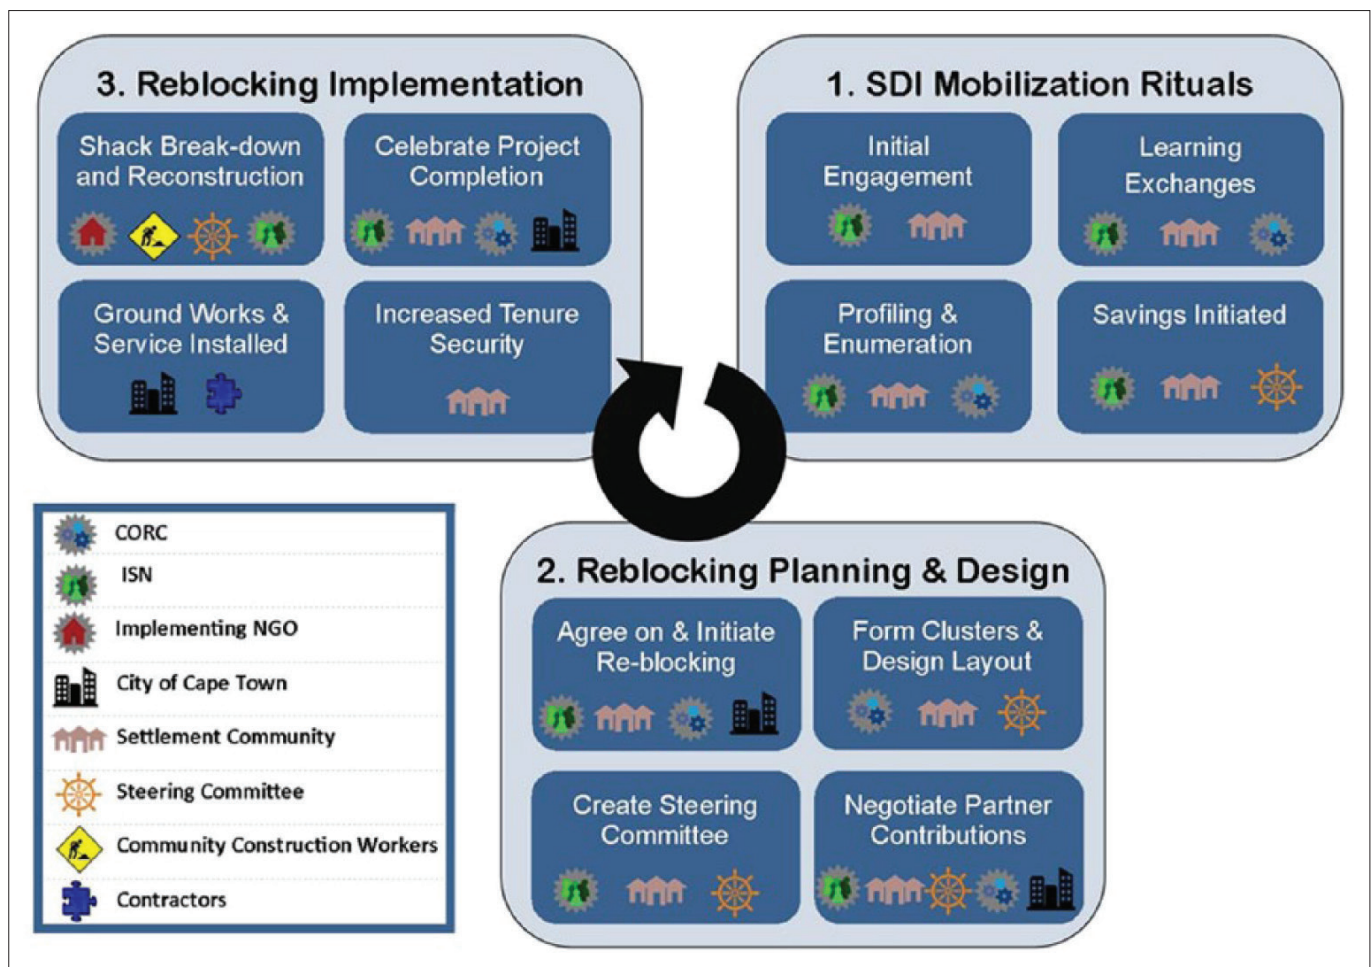 3. Reblocking Implementation
Shack Break-down
and Reconstruction
Celebrate Project
Completion
Ground Works &
Service Installed
Increased Tenure
Security
1. SDI Mobilization Rituals
Initial
Engagement
Learning
Exchanges
Profiling &
Enumeration
Savings Initiated
2. Reblocking Planning & Design
Agree on & Initiate
Re-blocking
Form Clusters &
Design Layout
Create Steering
Committee
Negotiate Partner
Contributions
CORC
ISN
Implementing NGO
City of Cape Town
Settlement Community
Steering Committee
Community Construction Workers
Contractors